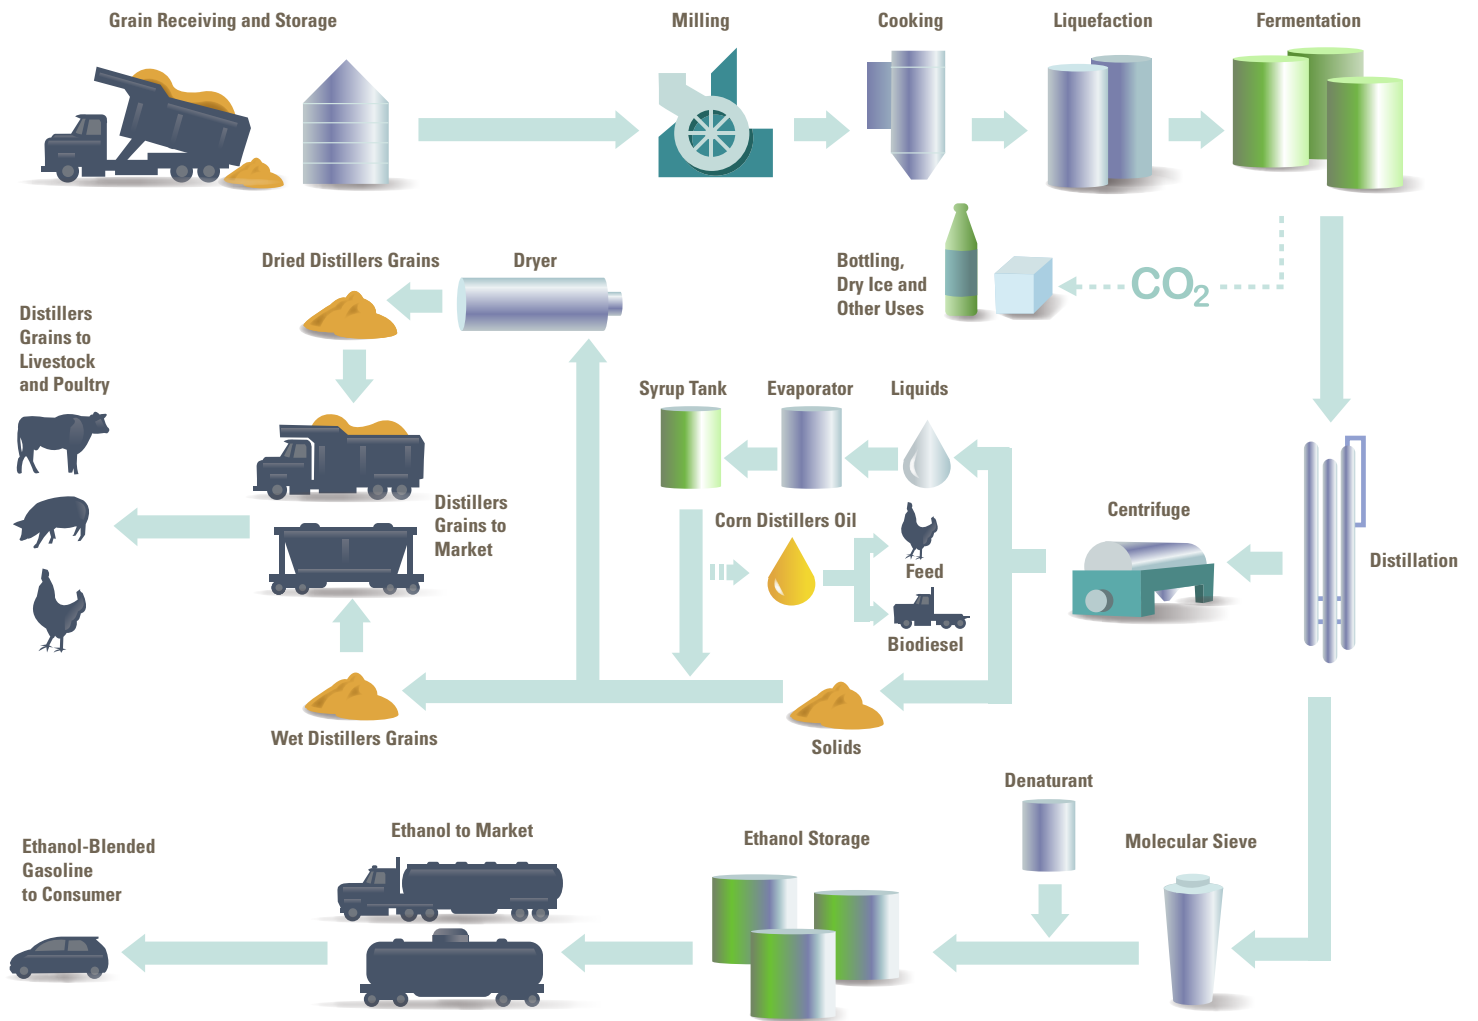 Grain Receiving and Storage
Milling
Cooking
Liquefaction
Fermentation
Bottling,
Dry Ice and
Other Uses
CO2
Dried Distillers Grains
Dryer
Distillers
Grains to
Livestock
and Poultry
Syrup Tank
Evaporator
Liquids
Distillers
Grains to
Market
Corn Distillers Oil
Feed
Biodiesel
Centrifuge
Distillation
Wet Distillers Grains
Solids
Denaturant
Molecular Sieve
Ethanol Storage
Ethanol to Market
Ethanol-Blended
Gasoline
to Consumer